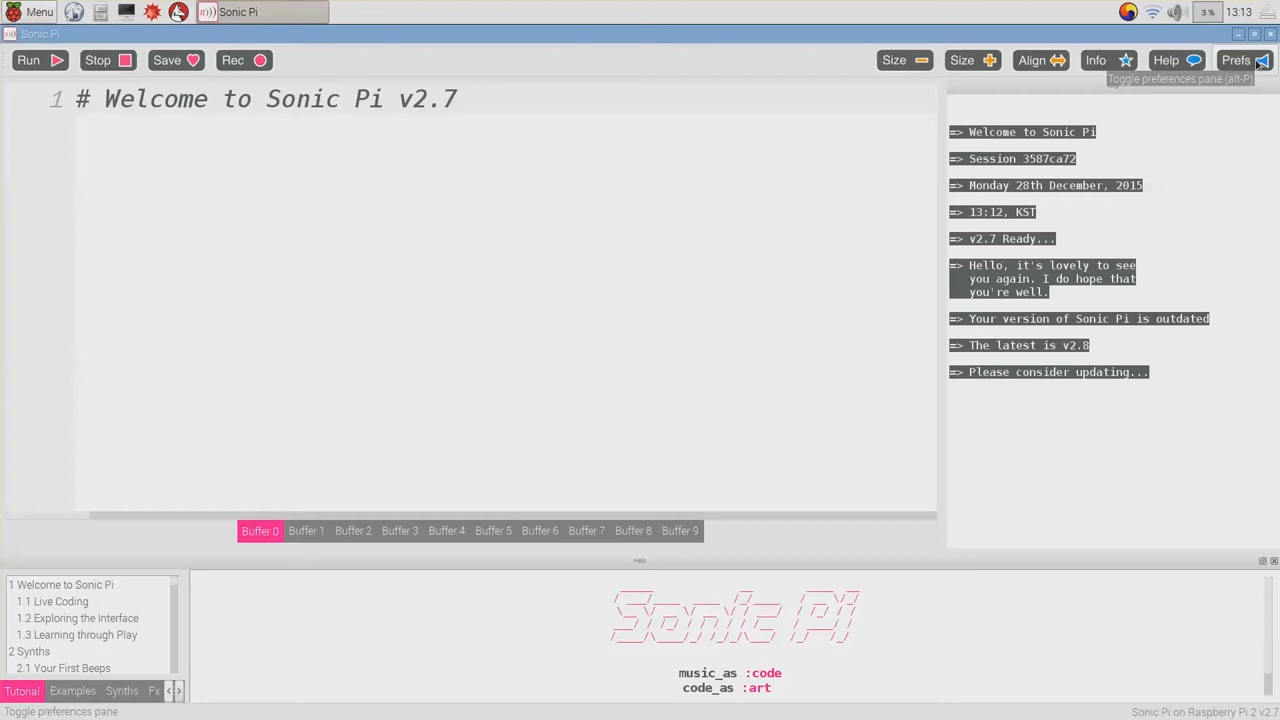 Menu
Sonic Pi
3 %
13:13
Sonic Pi
Run
Stop
Save
Rec
Size
Size
Align
Info
Help
Prefs
Toggle preferences pane (alt-P)
1 # Welcome to Sonic Pi v2.7
=> Welcome to Sonic Pi
=> Session 3587ca72
=> Monday 28th December, 2015
=> 13:12, KST
=> v2.7 Ready...
=> Hello, it's lovely to see
you again. I do hope that
you're well.
=> Your version of Sonic Pi is outdated
=> The latest is v2.8
=> Please consider updating...
Buffer 0 Buffer 1 Buffer 2 Buffer 3 Buffer 4 Buffer 5 Buffer 6 Buffer 7 Buffer 8 Buffer 9
1 Welcome to Sonic Pi
1.1 Live Coding
1.2 Exploring the Interface
1.3 Learning through Play
2 Synths
2.1 Your First Beeps
Tutorial Examples Synths Fx
Sonic Pi
music_as :code
code_as :art
Toggle preferences pane
Sonic Pi on Raspberry Pi 2 v2.7